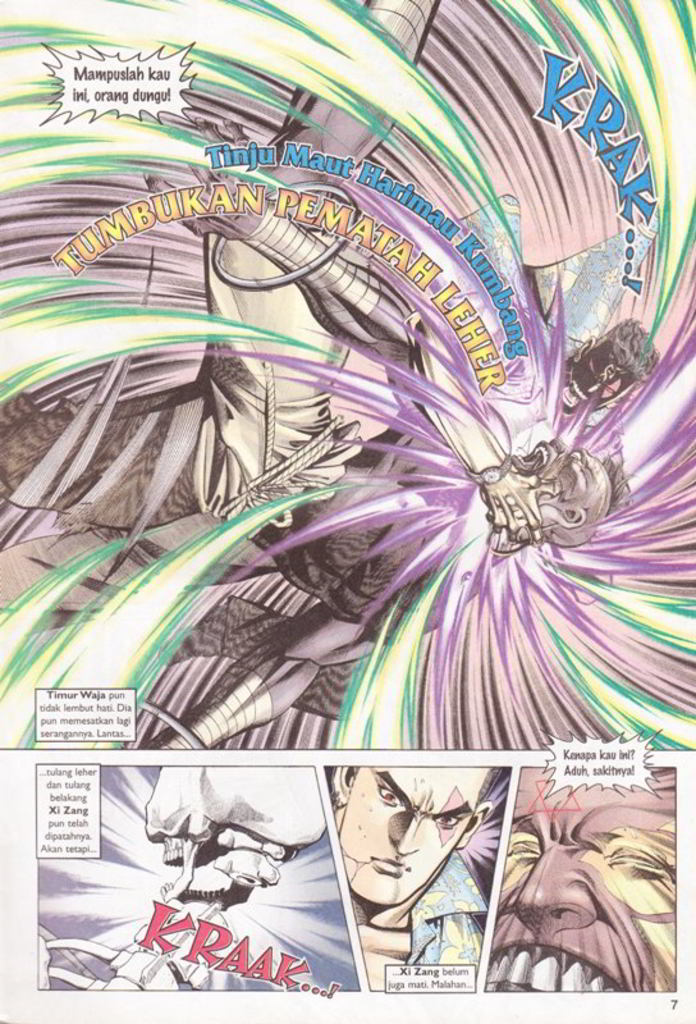 Mampuslah kau
ini, orang dungu!
KRAK...!
Tinju Maut Harimau Kumbang
TUMBUKAN PEMATAH LEHER
Timur Waja pun
tidak lembut hati. Dia
pun memesatkan lagi
serangannya. Lantas...
...tulang leher
dan tulang
belakang
Xi Zang
pun telah
dipatahnya.
Akan tetapi...
KRAAK...!
...Xi Zang belum
juga mati. Malahan...
Kenapa kau ini?
Aduh, sakitnya!
7